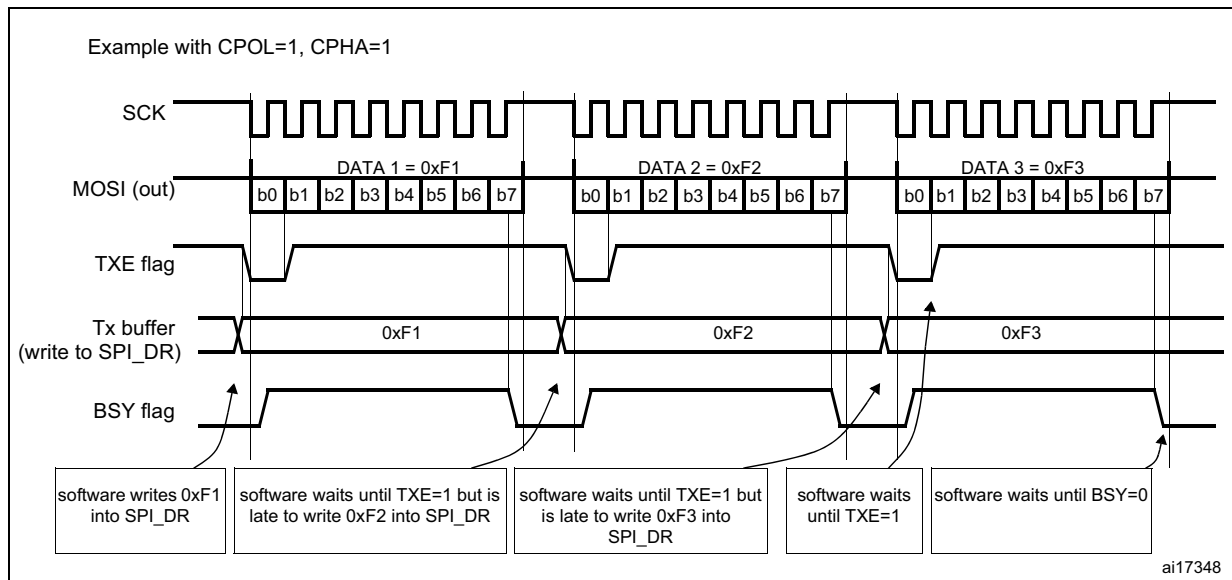 Example with CPOL=1, CPHA=1
SCK
DATA 1 = 0xF1 DATA 2 = 0xF2 DATA 3 = 0xF3
MOSI (out)
b0 b1 b2 b3 b4 b5 b6 b7 b0 b1 b2 b3 b4 b5 b6 b7 b0 b1 b2 b3 b4 b5 b6 b7
TXE flag
Tx buffer
(write to SPI_DR)
0xF1 0xF2 0xF3
BSY flag
software writes 0xF1
into SPI_DR
software waits until TXE=1 but is
late to write 0xF2 into SPI_DR
software waits until TXE=1 but
is late to write 0xF3 into
SPI_DR
software waits
until TXE=1
software waits until BSY=0
ai17348